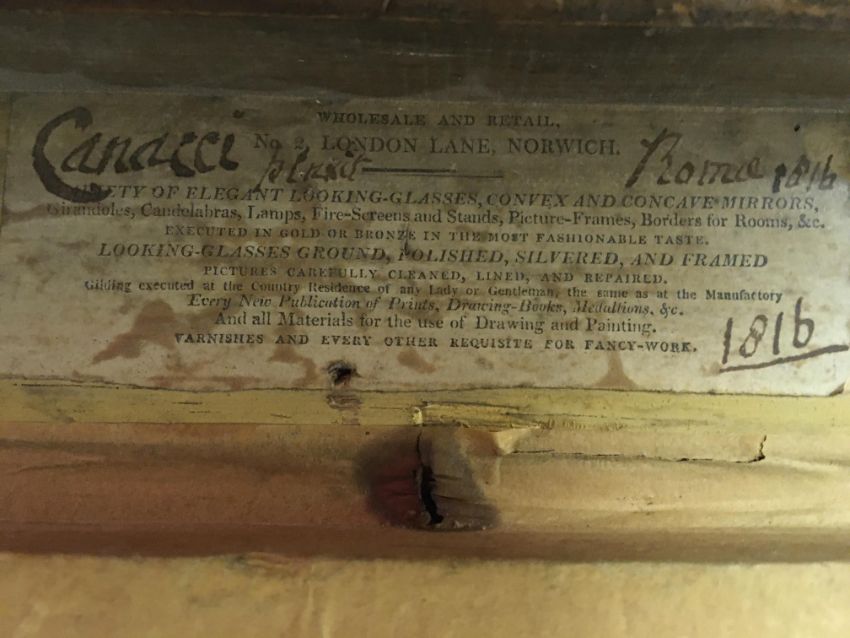 WHOLESALE AND RETAIL,
No 2, LONDON LANE, NORWICH.
Canacci pinxit Roma 1816
OF ELEGANT LOOKING-GLASSES, CONVEX AND CONCAVE MIRRORS,
Girandoles, Candelabras, Lamps, Fire-Screens and Stands, Picture-Frames, Borders for Rooms, &c.
EXECUTED IN GOLD OR BRONZE IN THE MOST FASHIONABLE TASTE.
LOOKING-GLASSES GROUND, POLISHED, SILVERED, AND FRAMED
PICTURES CAREFULLY CLEANED, LINED, AND REPAIRED.
Gilding executed at the Country Residence of any Lady or Gentleman, the same as at the Manufactory
Every New Publication of Prints, Drawing-Books, Medallions, &c.
And all Materials for the use of Drawing and Painting.
VARNISHES AND EVERY OTHER REQUISITE FOR FANCY-WORK.
1816